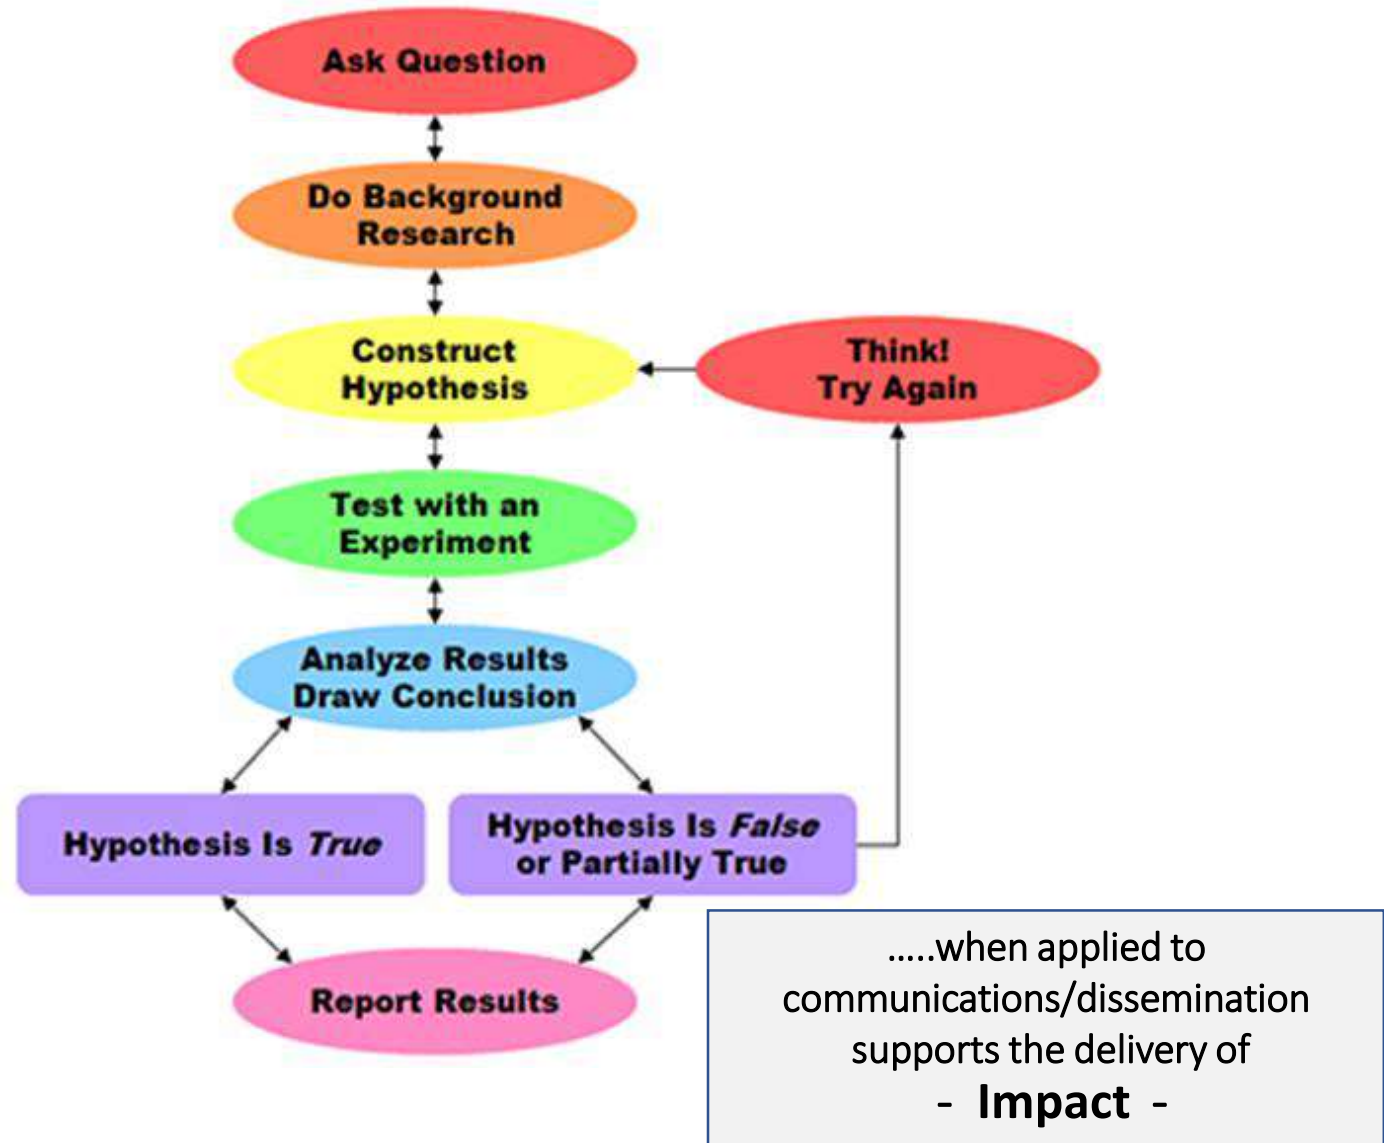 Ask Question
Do Background
Research
Construct
Hypothesis
Think!
Try Again
Test with an
Experiment
Analyze Results
Draw Conclusion
Hypothesis Is True
Hypothesis Is False
or Partially True
Report Results
.....when applied to
communications/dissemination
supports the delivery of
- Impact -